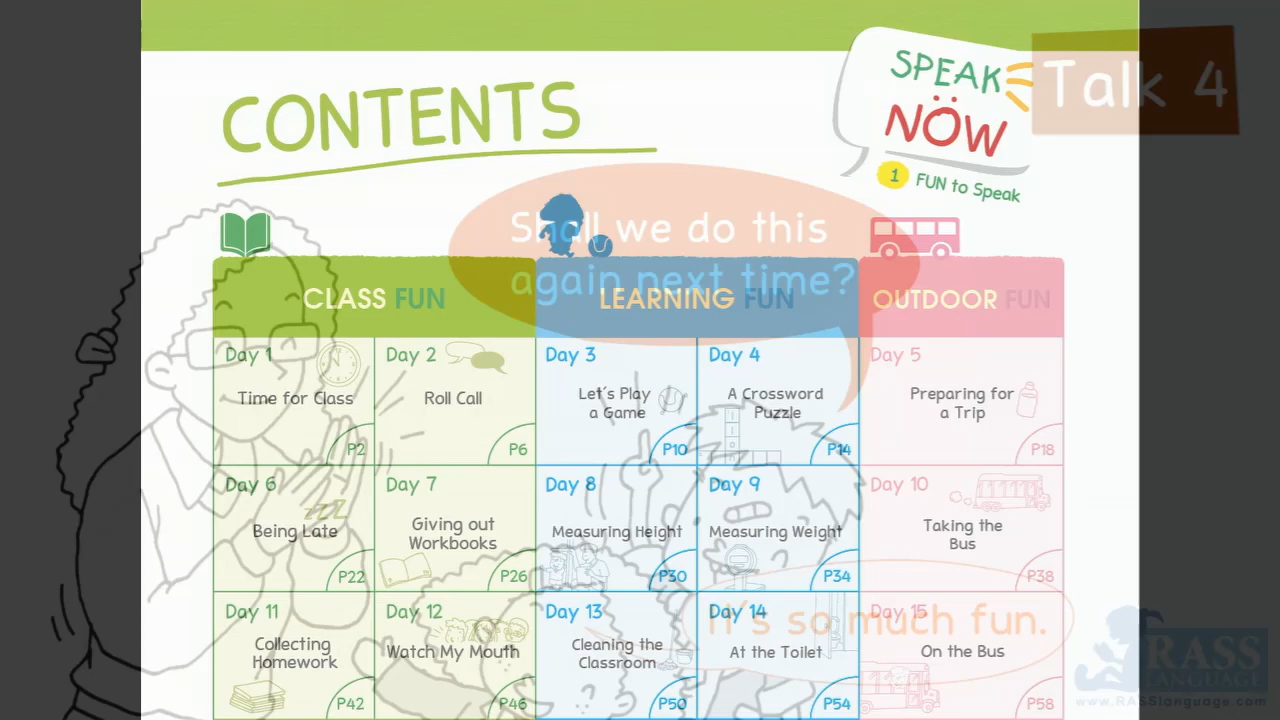 CONTENTS
SPEAK
NÖW
1 FUN to Speak
Talk 4
Shall we do this
again next time?
CLASS FUN
LEARNING FUN
OUTDOOR FUN
Day 1
Time for Class
P2
Day 2
Roll Call
P6
Day 3
Let's Play
a Game
P10
Day 4
A Crossword
Puzzle
P14
Day 5
Preparing for
a Trip
P18
Day 6
Being Late
zzZ
P22
Day 7
Giving out
Workbooks
P26
Day 8
Measuring Height
P30
Day 9
Measuring Weight
P34
Day 10
Taking the
Bus
P38
Day 11
Collecting
Homework
P42
Day 12
Watch My Mouth
P46
Day 13
Cleaning the
Classroom
P50
Day 14
At the Toilet
P54
Day 15
On the Bus
P58
It's so much fun.
RASS
LANGUAGE
www.RASSlanguage.com